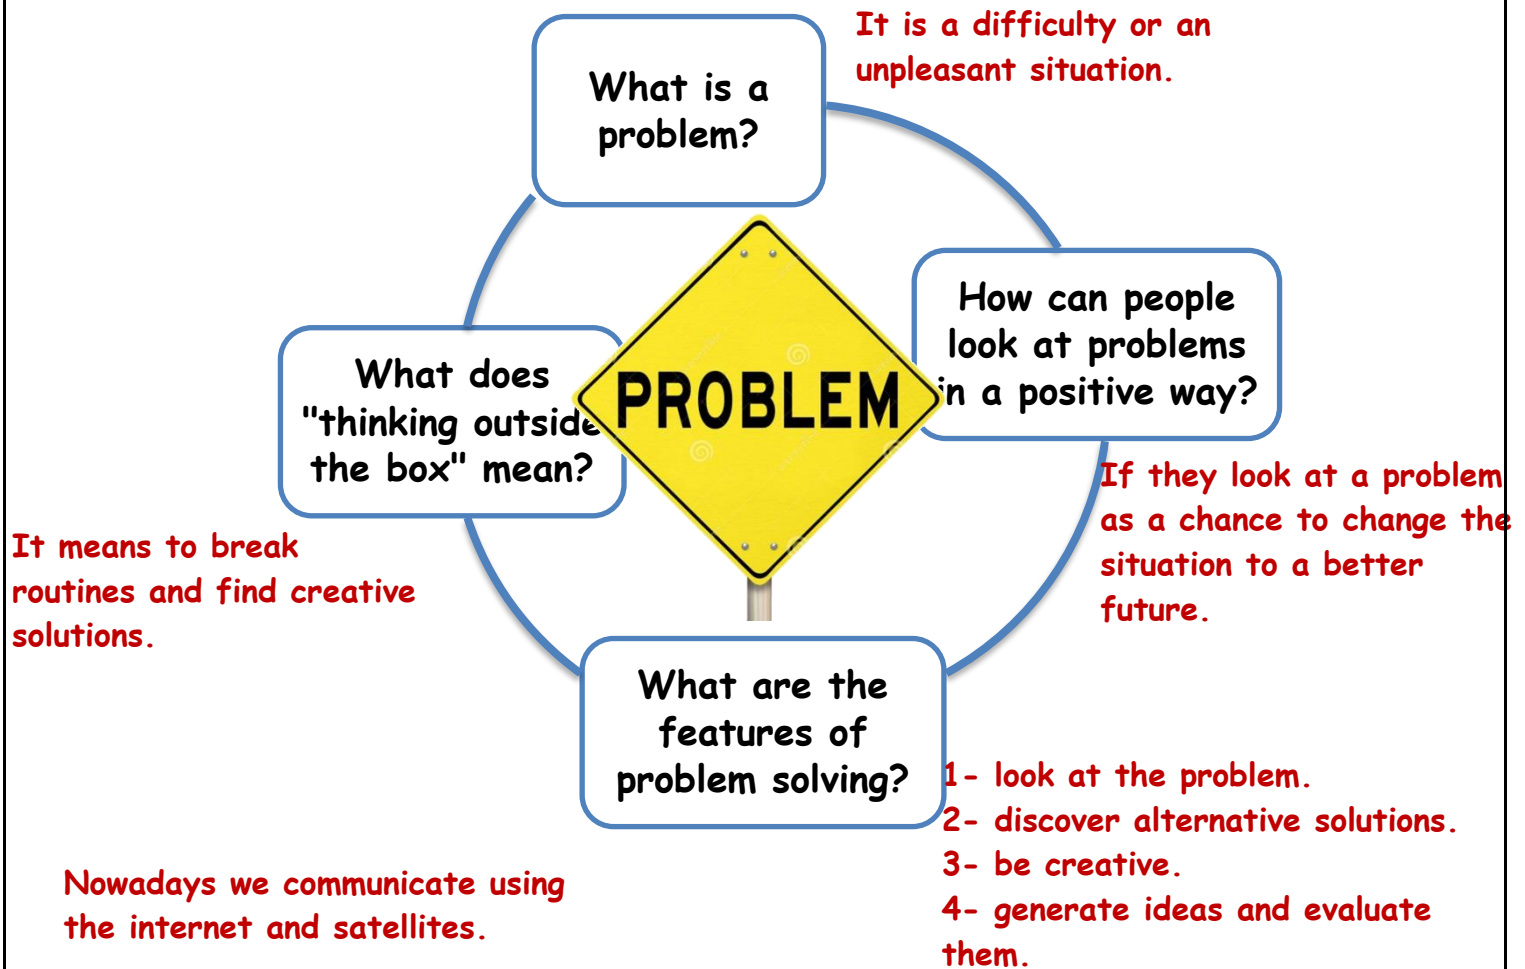 What is a
problem?
It is a difficulty or an
unpleasant situation.
How can people
look at problems
in a positive way?
If they look at a problem
as a chance to change the
situation to a better
future.
PROBLEM
What does
"thinking outside
the box" mean?
It means to break
routines and find creative
solutions.
What are the
features of
problem solving?
1- look at the problem.
2- discover alternative solutions.
3- be creative.
4- generate ideas and evaluate
them.
Nowadays we communicate using
the internet and satellites.